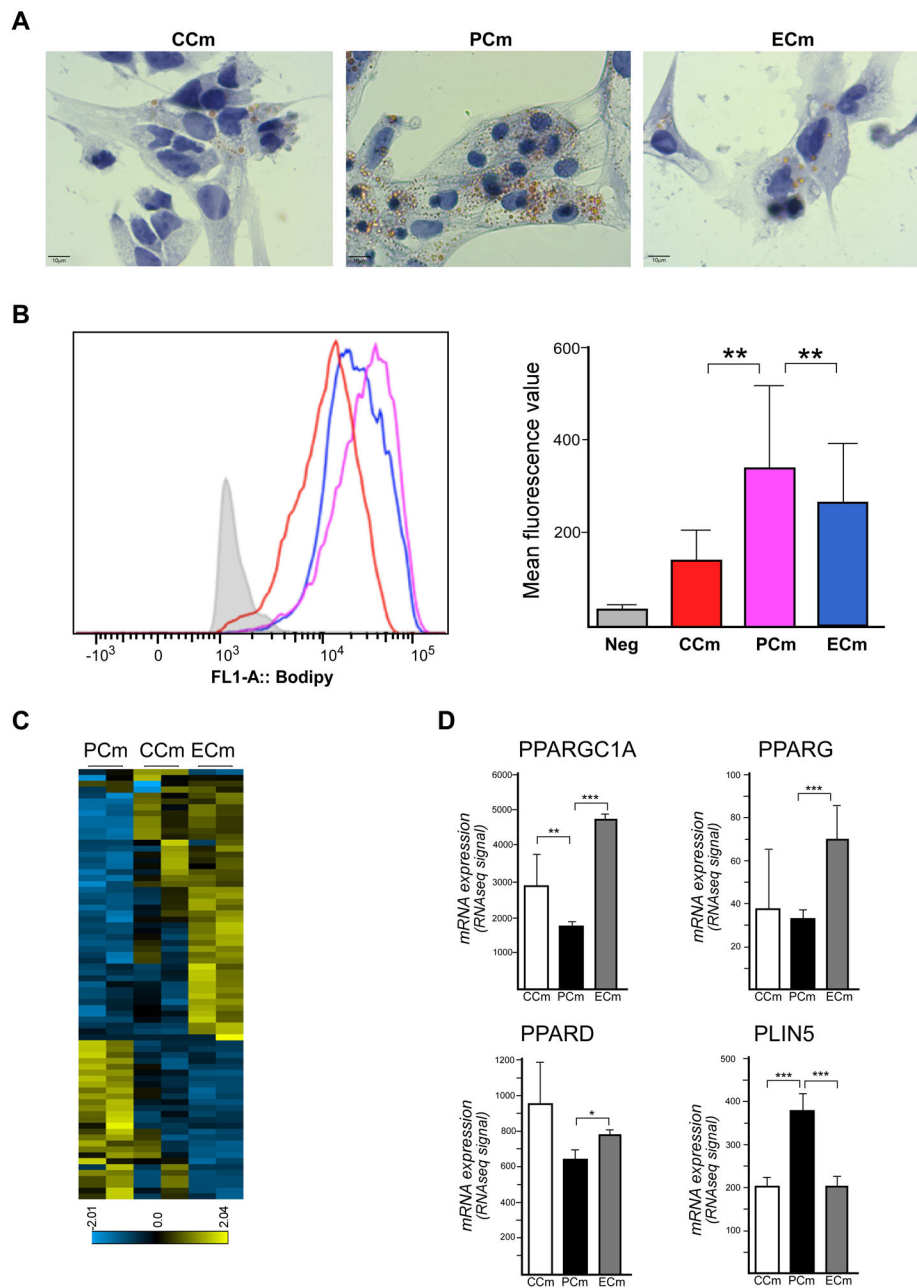 A
CCm
PCm
ECm
10µm
10µm
10µm
B
-10³
0
10³
10⁴
10⁵
FL1-A:: Bodipy
Mean fluorescence value
600
400
200
**
**
Neg
CCm
PCm
ECm
C
PCm
CCm
ECm
-2.01
0.0
2.04
D
PPARGC1A
mRNA expression
(RNAseq signal)
6000
5000
4000
3000
2000
1000
**
***
CCm
PCm
ECm
PPARG
mRNA expression
(RNAseq signal)
100
80
60
40
20
***
CCm
PCm
ECm
PPARD
mRNA expression
(RNAseq signal)
1200
1000
800
600
400
200
*
CCm
PCm
ECm
PLIN5
mRNA expression
(RNAseq signal)
500
400
300
200
100
***
***
CCm
PCm
ECm